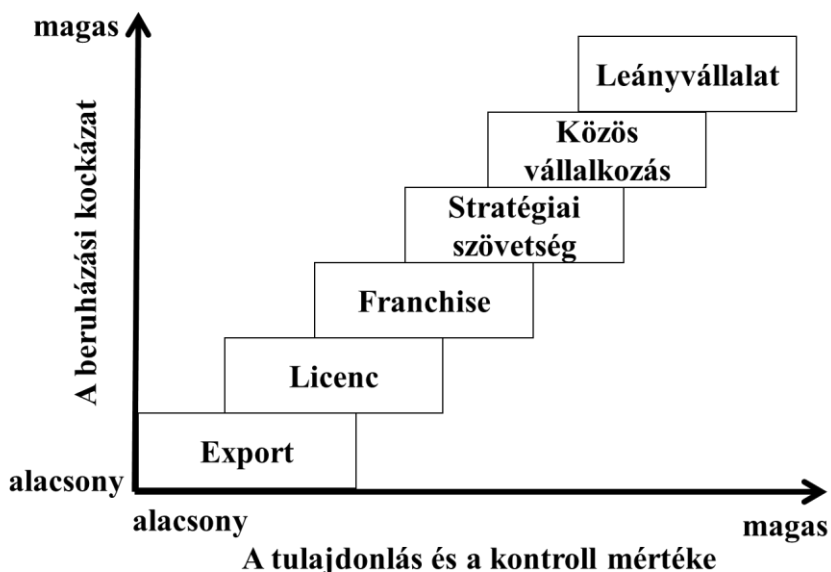 magas
A beruházási kockázat
Leányvállalat
Közös
vállalkozás
Stratégiai
szövetség
Franchise
Licenc
Export
alacsony
alacsony
magas
A tulajdonlás és a kontroll mértéke